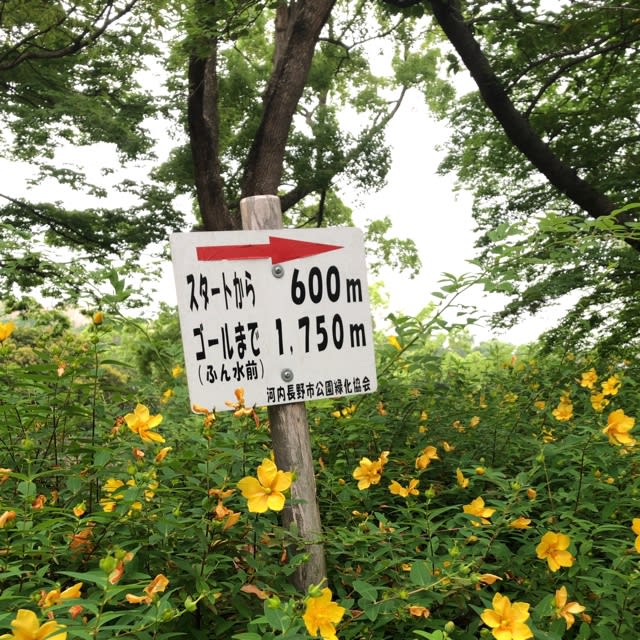 スタートから 600m
ゴールまで 1,750m
(ふん水前)
河内長野市公園緑化協会